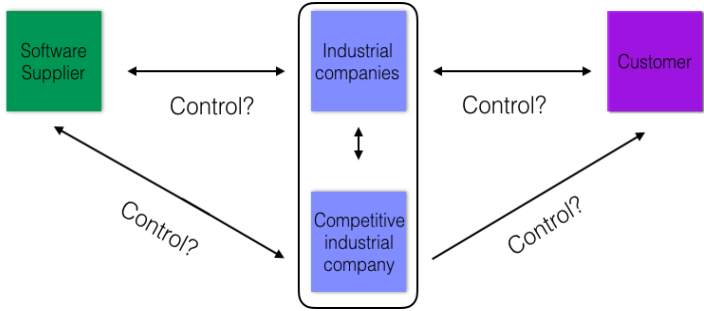 Software
Supplier
Industrial
companies
Customer
Control?
Control?
Control?
Control?
Competitive
industrial
company